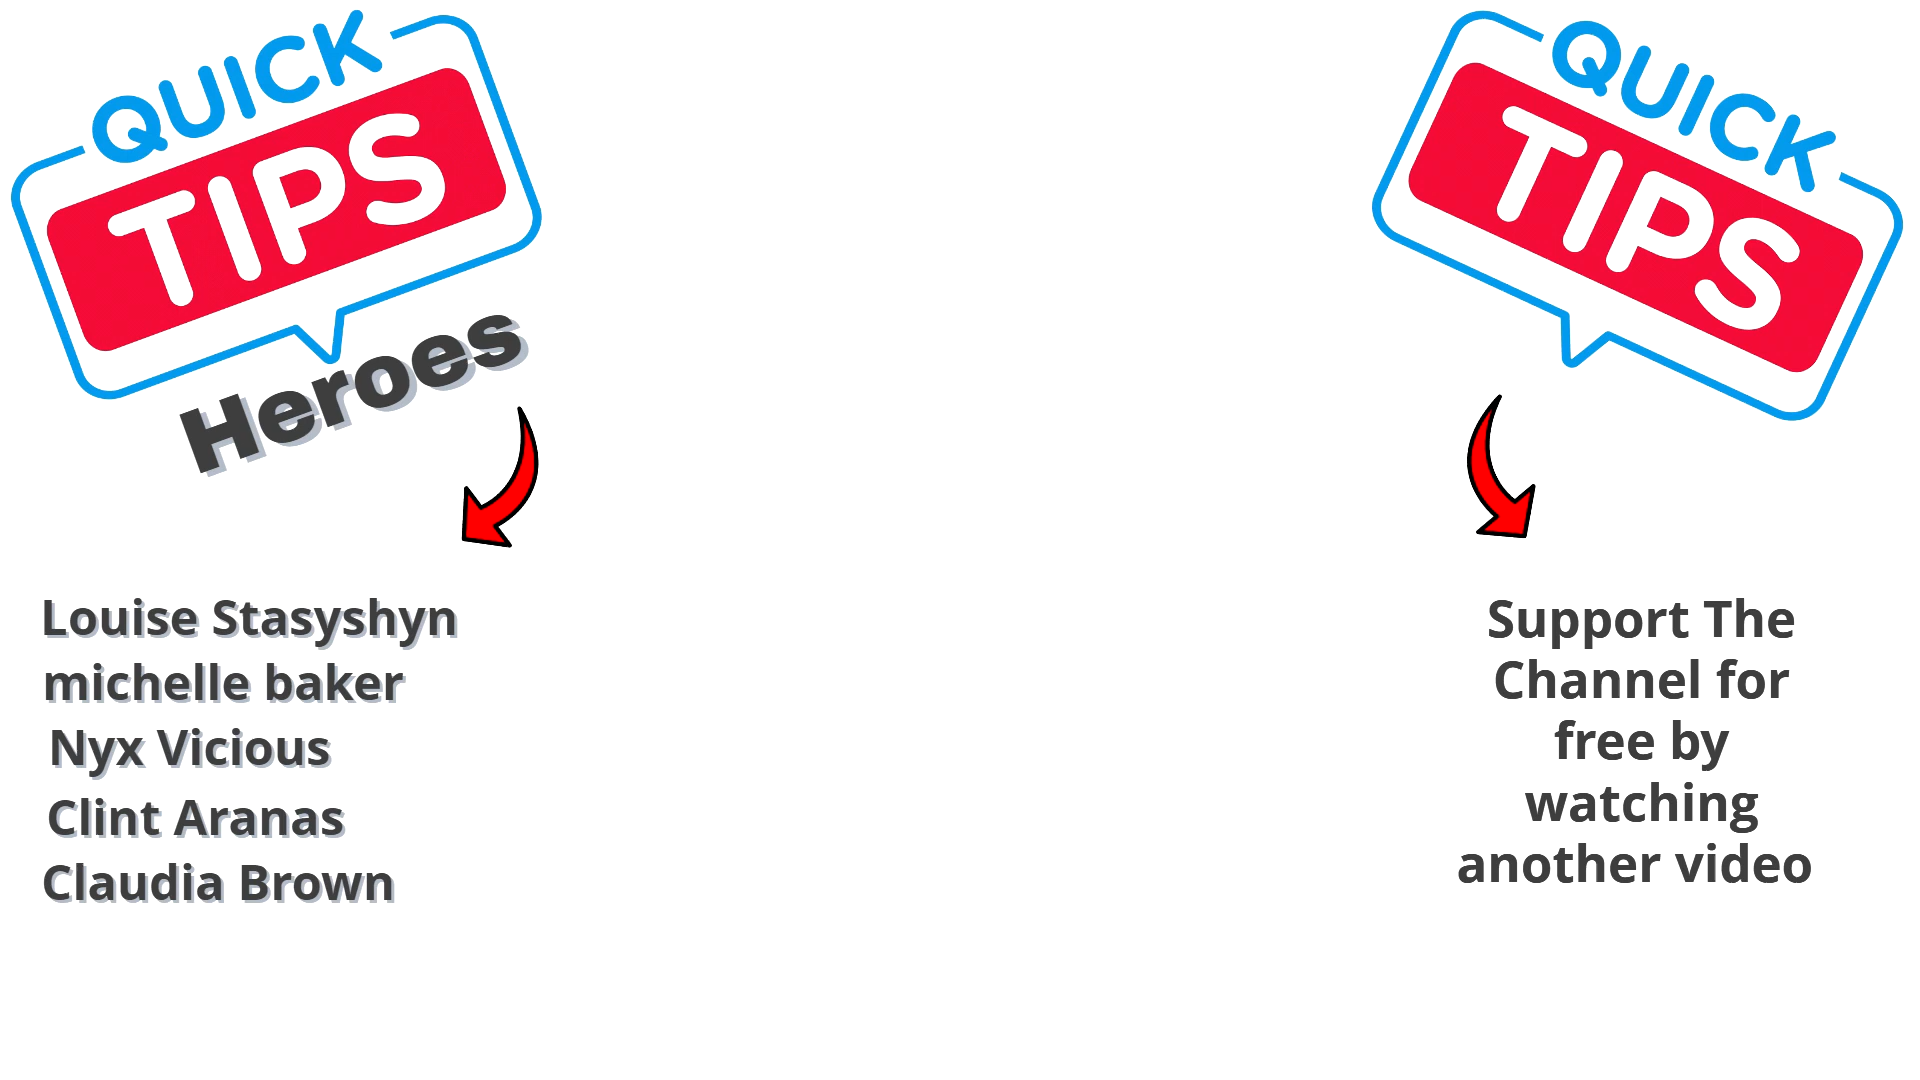 QUICK
TIPS
Heroes
Louise Stasyshyn
michelle baker
Nyx Vicious
Clint Aranas
Claudia Brown
QUICK
TIPS
Support The
Channel for
free by
watching
another video